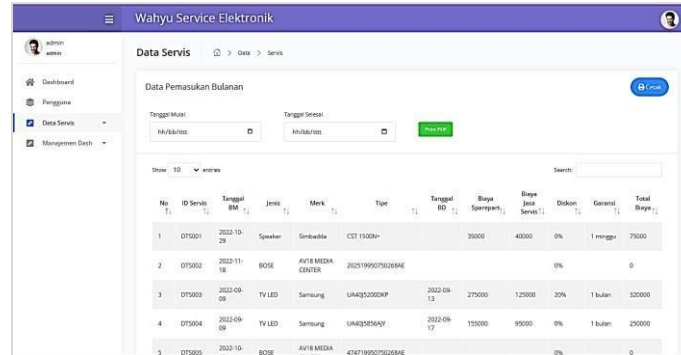 Wahyu Service Elektronik
admin
admin
Data Servis
Data > Servis
Dashboard
Pengguna
Data Servis
Manajemen Dash
Data Pemasukan Bulanan
Cetak
Tanggal Mulai Tanggal Selesai
hh/bb/tttt hh/bb/tttt
Print PDF
Show 10 entries Search:
No ID Servis Tanggal BM Jenis Merk Tipe Tanggal BD Biaya Sparepart Biaya Jasa Servis Diskon Garansi Total Biaya
1 DTS001 2022-10-29 Speaker Simbadda CST 1500N+ 35000 40000 0% 1 minggu 75000
2 DTS002 2022-11-18 BOSE AV18 MEDIA CENTER 202519950750268AE 0% 0
3 DTS003 2022-09-09 TV LED Samsung UA40J5200DKP 2022-09-13 275000 125000 20% 1 bulan 320000
4 DTS004 2022-09-09 TV LED Samsung UA40J5856AJY 2022-09-17 155000 95000 0% 1 bulan 250000
5 DTS005 2022-10- BOSE AV18 MEDIA 474719950750268AE 0% 0